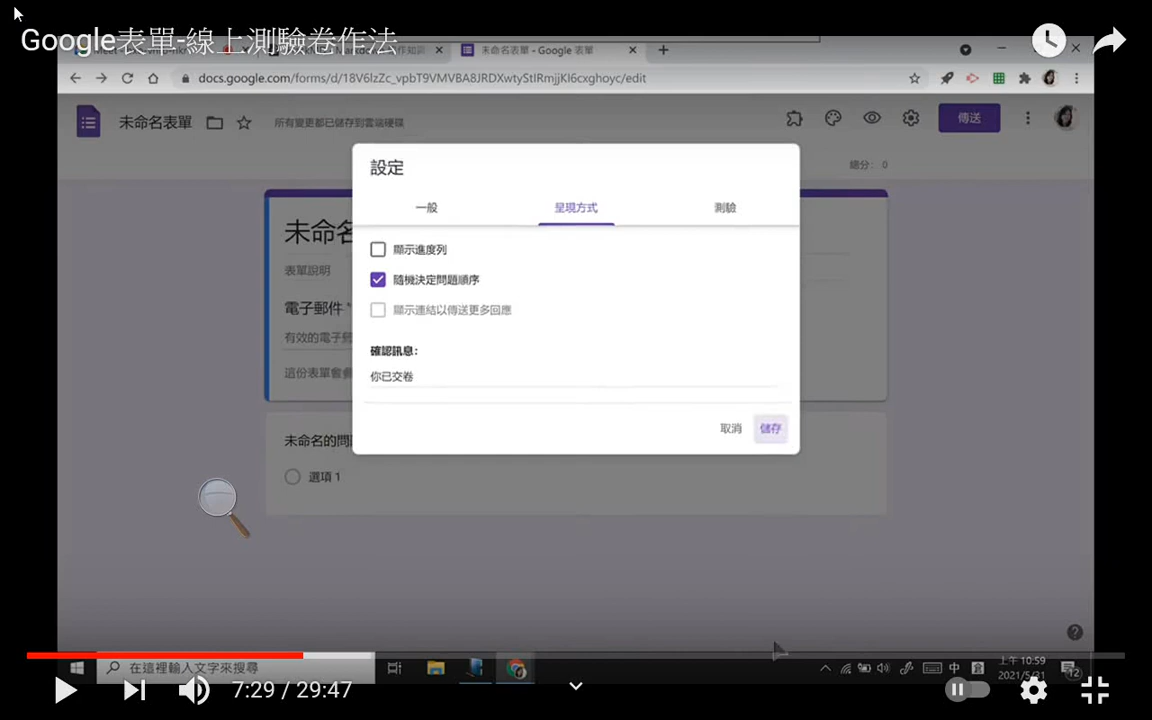 Google表單-線上測驗卷作法
未命名表單 - Google 表單
docs.google.com/forms/d/18V6lzZc_vpbT9VMVBA8JRDXwtyStIRmjjKl6cxghoyc/edit
未命名表單
所有變更都已儲存到雲端硬碟
傳送
總分： 0
設定
一般
呈現方式
測驗
未命名
表單說明
顯示進度列
隨機決定問題順序
電子郵件 *
顯示連結以傳送更多回應
有效的電子郵
確認訊息：
這份表單會
你已交卷
取消
儲存
未命名的問
選項 1
在這裡輸入文字來搜尋
中
上午 10:59
2021/5/31
12
7:29 / 29:47